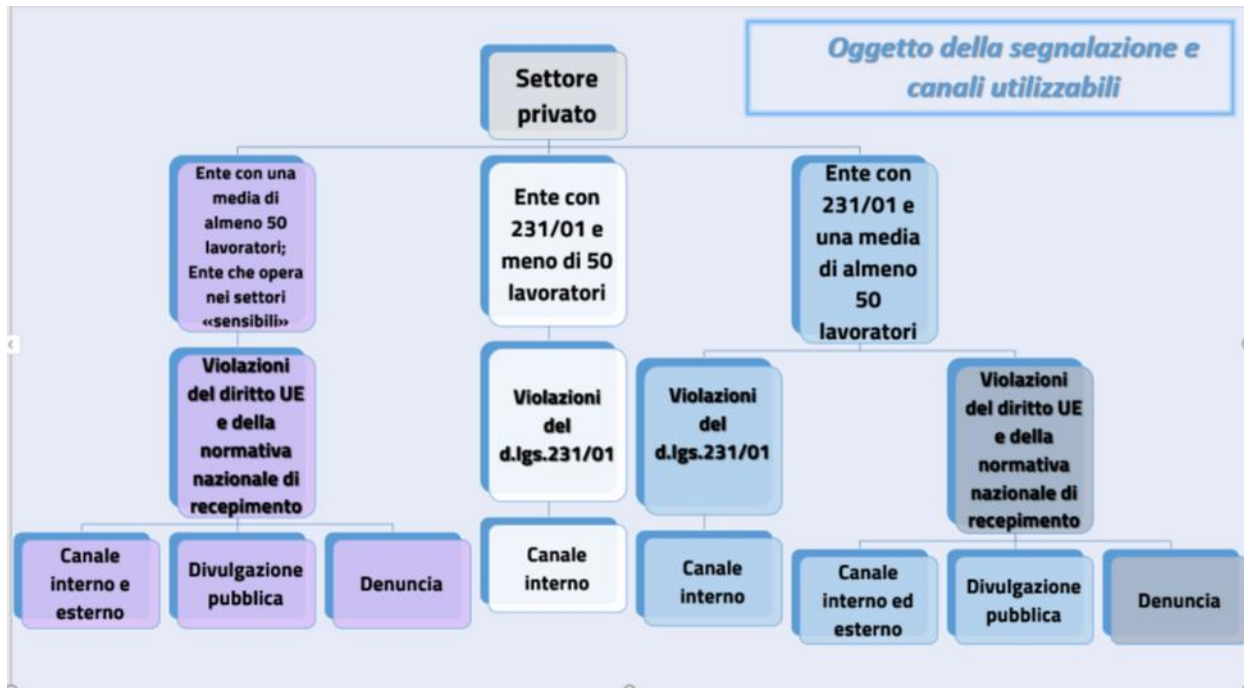 Oggetto della segnalazione e
canali utilizzabili
Settore
privato
Ente con una
media di
almeno 50
lavoratori;
Ente che opera
nei settori
«sensibili»
Ente con
231/01 e
meno di 50
lavoratori
Ente con
231/01 e
una media
di almeno
50
lavoratori
Violazioni
del diritto UE
e della
normativa
nazionale di
recepimento
Violazioni
del
d.lgs.231/01
Violazioni
del
d.lgs.231/01
Violazioni
del diritto UE
e della
normativa
nazionale di
recepimento
Canale
interno e
esterno
Divulgazione
pubblica
Denuncia
Canale
interno
Canale
interno
Canale
interno ed
esterno
Divulgazione
pubblica
Denuncia